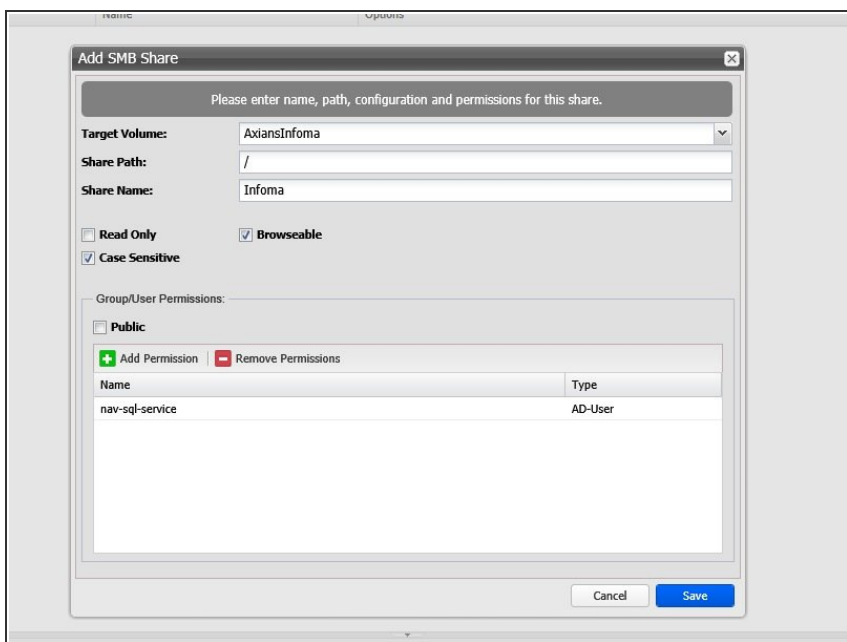 Name Options
Add SMB Share
Please enter name, path, configuration and permissions for this share.
Target Volume: AxiansInfoma
Share Path: /
Share Name: Infoma
Read Only Browseable
Case Sensitive
Group/User Permissions:
Public
Add Permission Remove Permissions
Name Type
nav-sql-service AD-User
Cancel Save